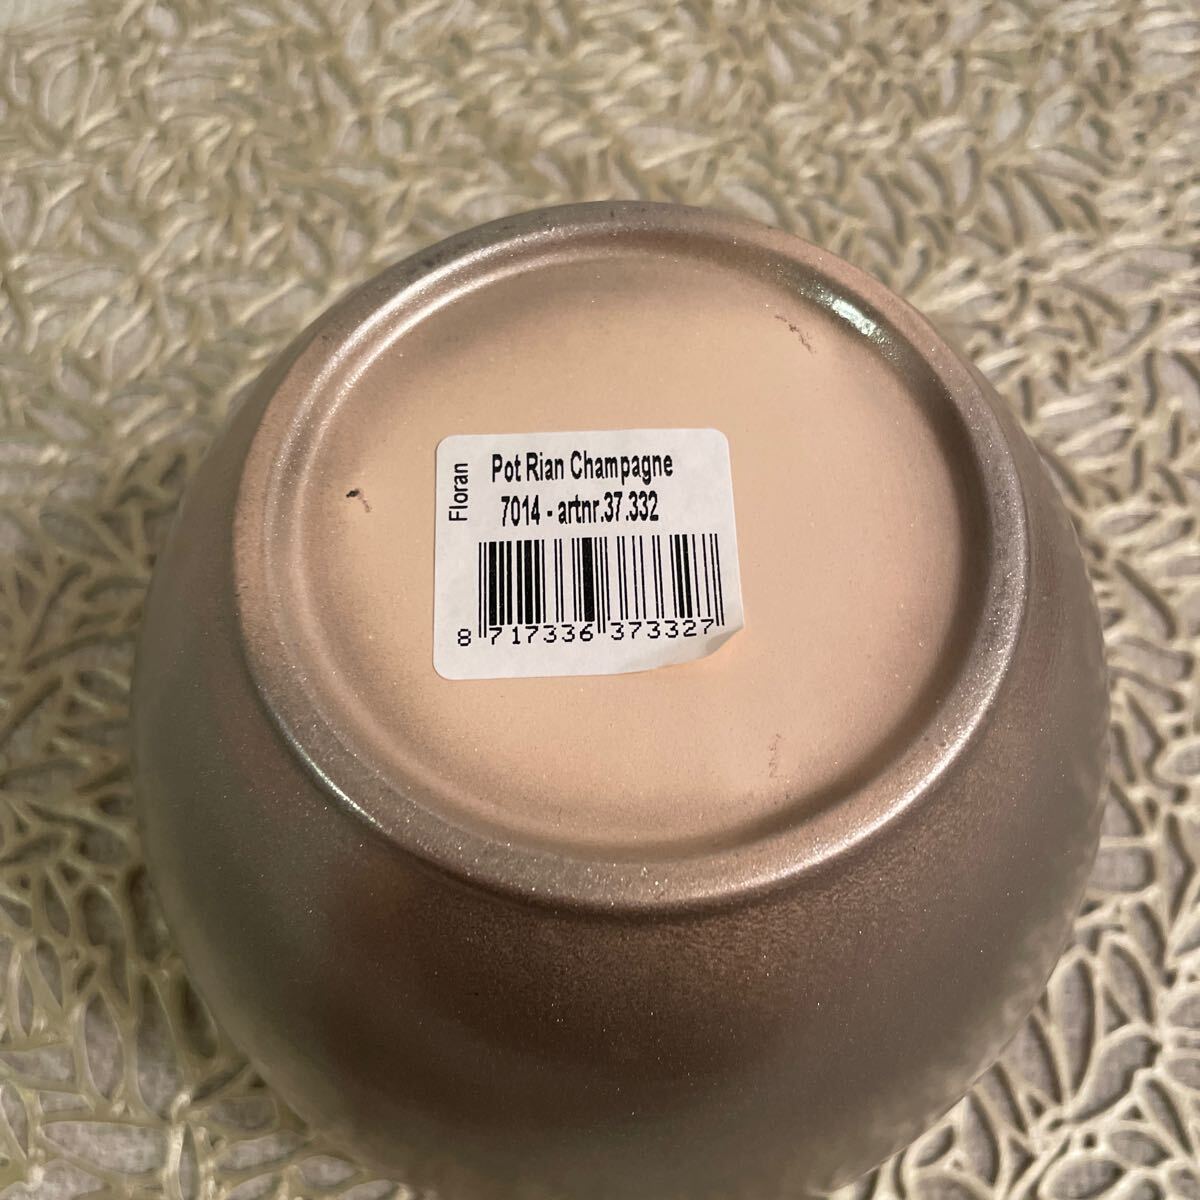 Floran
Pot Rian Champagne
7014 - artnr.37.332
8 717336 373327